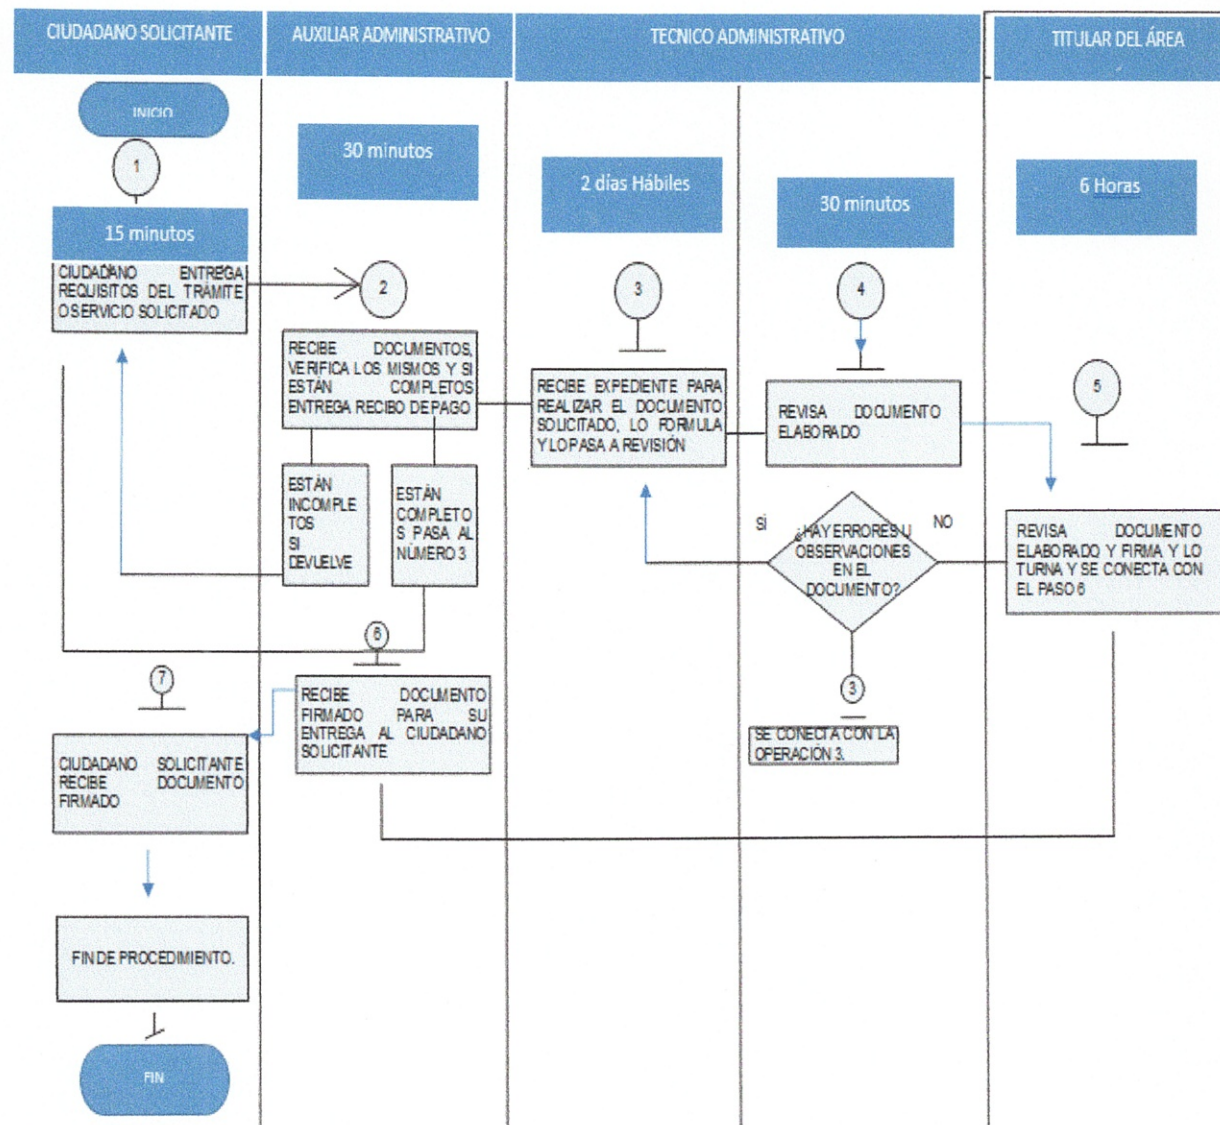 CIUDADANO SOLICITANTE
AUXILIAR ADMINISTRATIVO
TECNICO ADMINISTRATIVO
TITULAR DEL ÁREA
INICIO
1
15 minutos
CIUDADANO ENTREGA
REQUISITOS DEL TRÁMITE
O SERVICIO SOLICITADO
30 minutos
2
RECIBE DOCUMENTOS,
VERIFICA LOS MISMOS Y SI
ESTÁN COMPLETOS
ENTREGA RECIBO DE PAGO
ESTÁN
INCOMPLE
TOS
SI
DEVUELVE
ESTÁN
COMPLETO
S PASA AL
NÚMERO 3
2 días Hábiles
3
RECIBE EXPEDIENTE PARA
REALIZAR EL DOCUMENTO
SOLICITADO, LO FORMULA
Y LO PASA A REVISIÓN
30 minutos
4
REVISA DOCUMENTO
ELABORADO
SÍ
¿HAY ERRORES U
OBSERVACIONES
EN EL
DOCUMENTO?
NO
3
SE CONECTA CON LA
OPERACIÓN 3.
6 Horas
5
REVISA DOCUMENTO
ELABORADO Y FIRMA Y LO
TURNA Y SE CONECTA CON
EL PASO 6
6
RECIBE DOCUMENTO
FIRMADO PARA SU
ENTREGA AL CIUDADANO
SOLICITANTE
7
CIUDADANO SOLICITANTE
RECIBE DOCUMENTO
FIRMADO
FIN DE PROCEDIMIENTO.
FIN